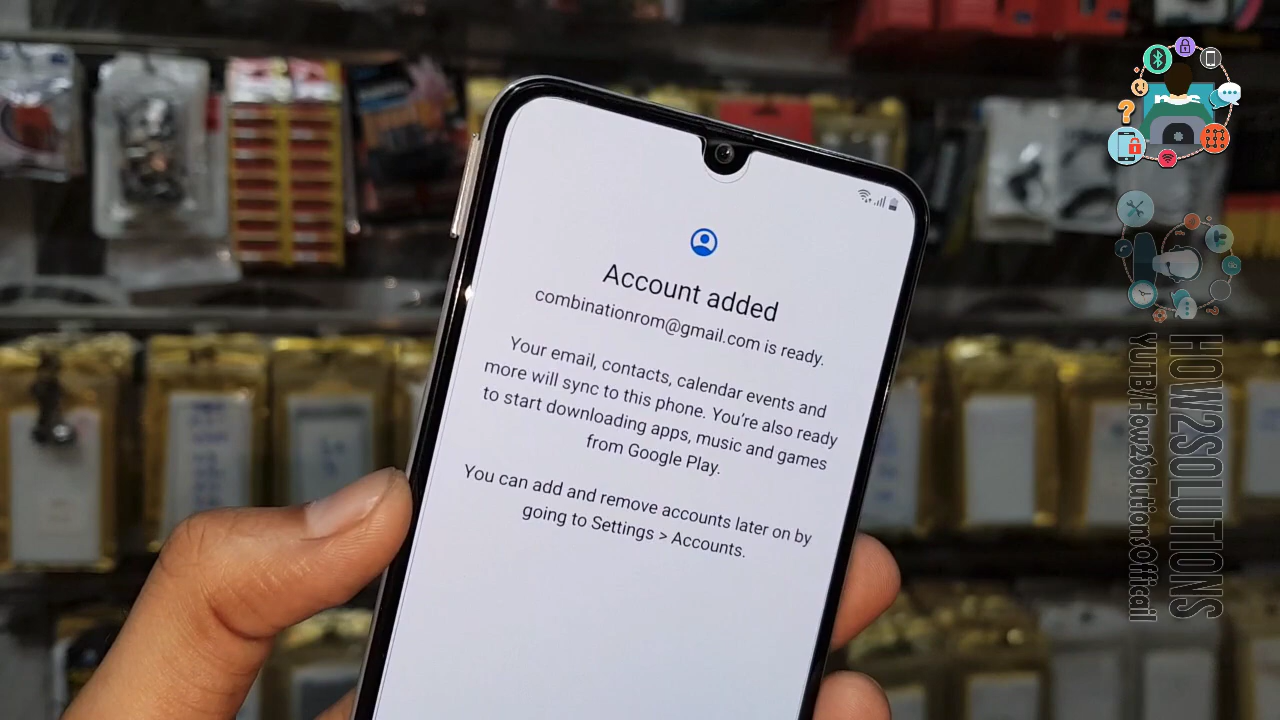 Account added
combinationrom@gmail.com is ready.
Your email, contacts, calendar events and
more will sync to this phone. You're also ready
to start downloading apps, music and games
from Google Play.
You can add and remove accounts later on by
going to Settings > Accounts.
HOW2SOLUTIONS
YUTB/How2SolutionsOfficail